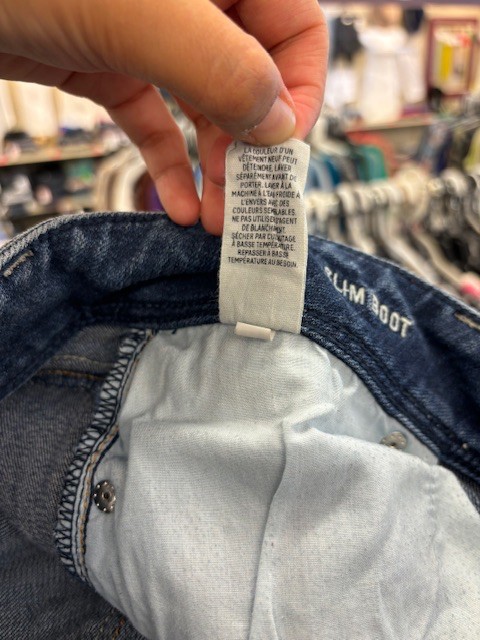 LA COULEUR D'UN
VÊTEMENT NEUF PEUT
DÉTEINDRE, LAVER
SÉPARÉMENT AVANT DE
PORTER. LAVER À LA
MACHINE À L'EAU FROIDE À
L'ENVERS AVEC DES
COULEURS SEMBLABLES.
NE PAS UTILISER D'AGENT
DE BLANCHIMENT.
SÉCHER PAR CULBUTAGE
À BASSE TEMPÉRATURE.
REPASSER À BASSE
TEMPÉRATURE AU BESOIN.
SLIM BOOT